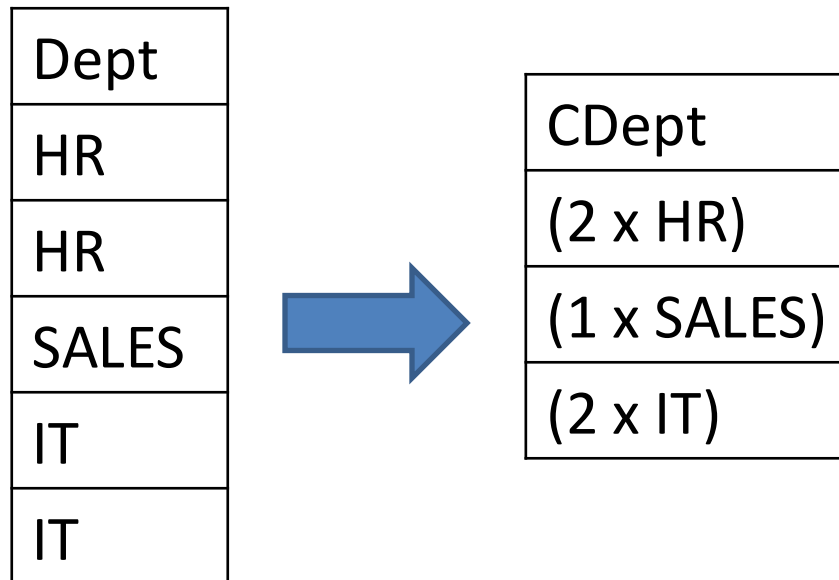 Dept
HR
HR
SALES
IT
IT
CDept
(2 x HR)
(1 x SALES)
(2 x IT)